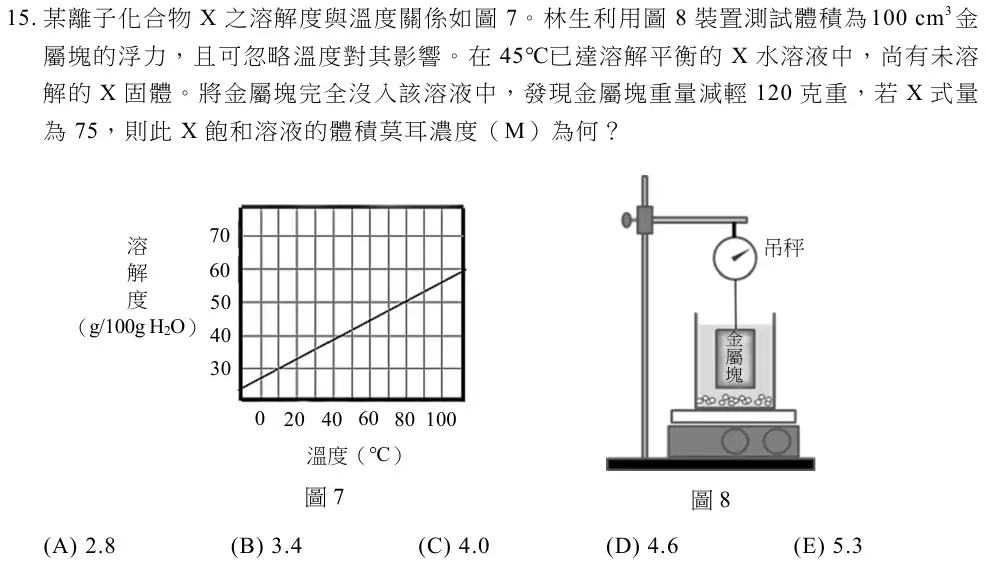 15. 某離子化合物 X 之溶解度與溫度關係如圖 7。林生利用圖 8 裝置測試體積為100 cm³金
屬塊的浮力，且可忽略溫度對其影響。在 45℃已達溶解平衡的 X 水溶液中，尚有未溶
解的 X 固體。將金屬塊完全沒入該溶液中，發現金屬塊重量減輕 120 克重，若 X 式量
為 75，則此 X 飽和溶液的體積莫耳濃度（M）為何？
溶
解
度
（g/100g H₂O）
70
60
50
40
30
0 20 40 60 80 100
溫度（℃）
圖 7
吊秤
金
屬
塊
圖 8
(A) 2.8 (B) 3.4 (C) 4.0 (D) 4.6 (E) 5.3